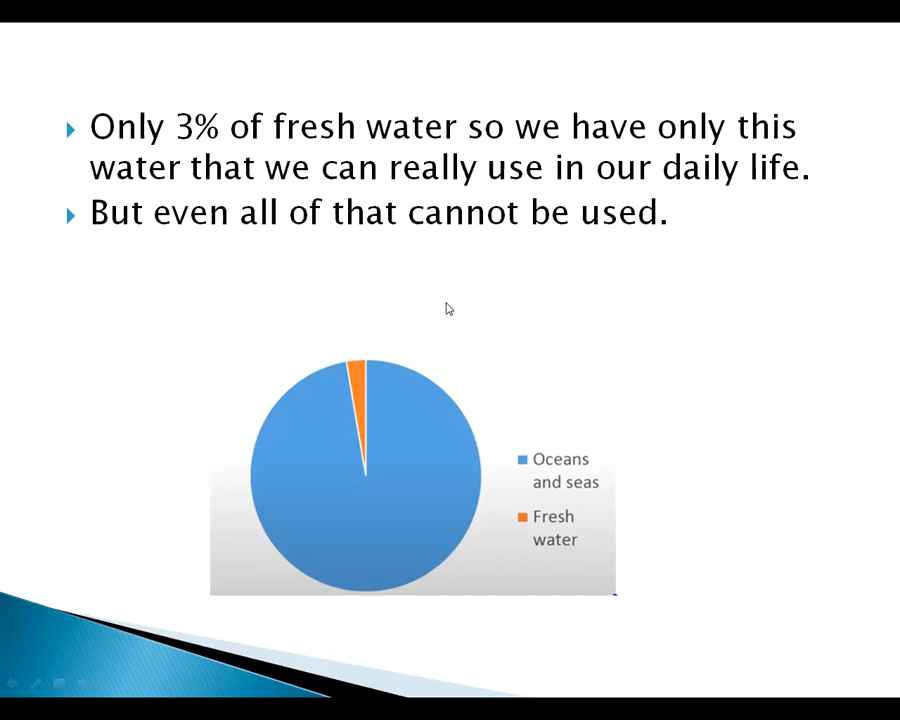 Only 3% of fresh water so we have only this
water that we can really use in our daily life.
But even all of that cannot be used.
Oceans
and seas
Fresh
water